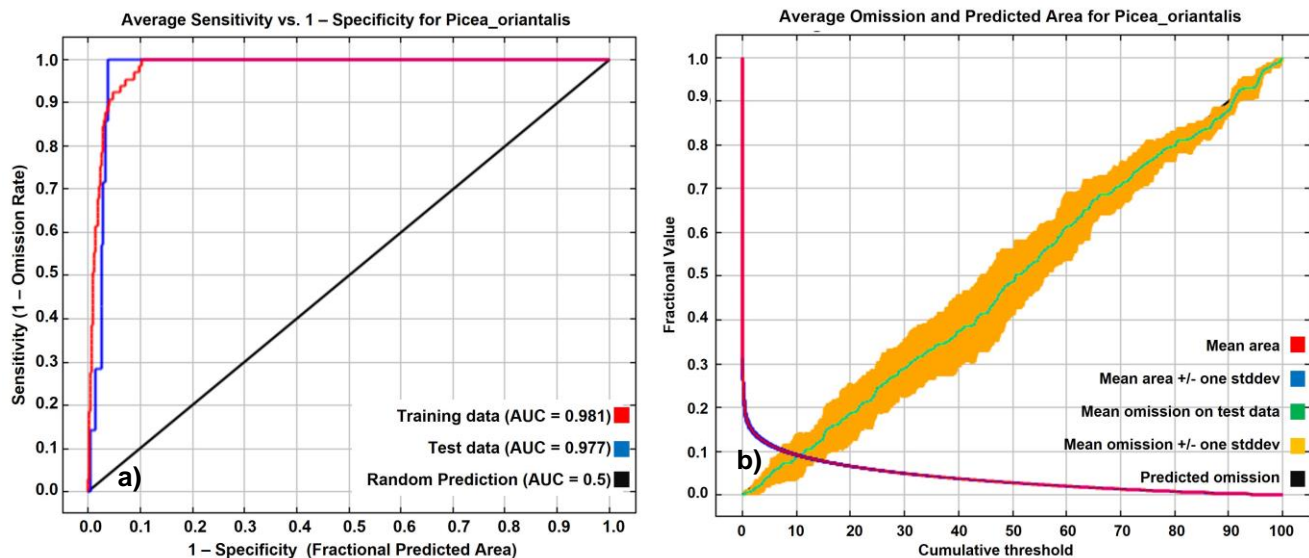 Average Sensitivity vs. 1 – Specificity for Picea_oriantalis
1.0
0.9
0.8
0.7
0.6
0.5
0.4
0.3
0.2
0.1
0.0
Sensitivity (1 – Omission Rate)
Training data (AUC = 0.981)
Test data (AUC = 0.977)
Random Prediction (AUC = 0.5)
a)
0.0 0.1 0.2 0.3 0.4 0.5 0.6 0.7 0.8 0.9 1.0
1 – Specificity (Fractional Predicted Area)
Average Omission and Predicted Area for Picea_oriantalis
1.0
0.9
0.8
0.7
0.6
0.5
0.4
0.3
0.2
0.1
0.0
Fractional Value
Mean area
Mean area +/- one stddev
Mean omission on test data
Mean omission +/- one stddev
Predicted omission
b)
0 10 20 30 40 50 60 70 80 90 100
Cumulative threshold